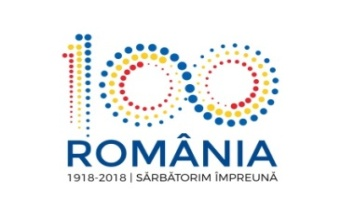 100
ROMÂNIA
1918-2018 | SĂRBĂTORIM ÎMPREUNĂ